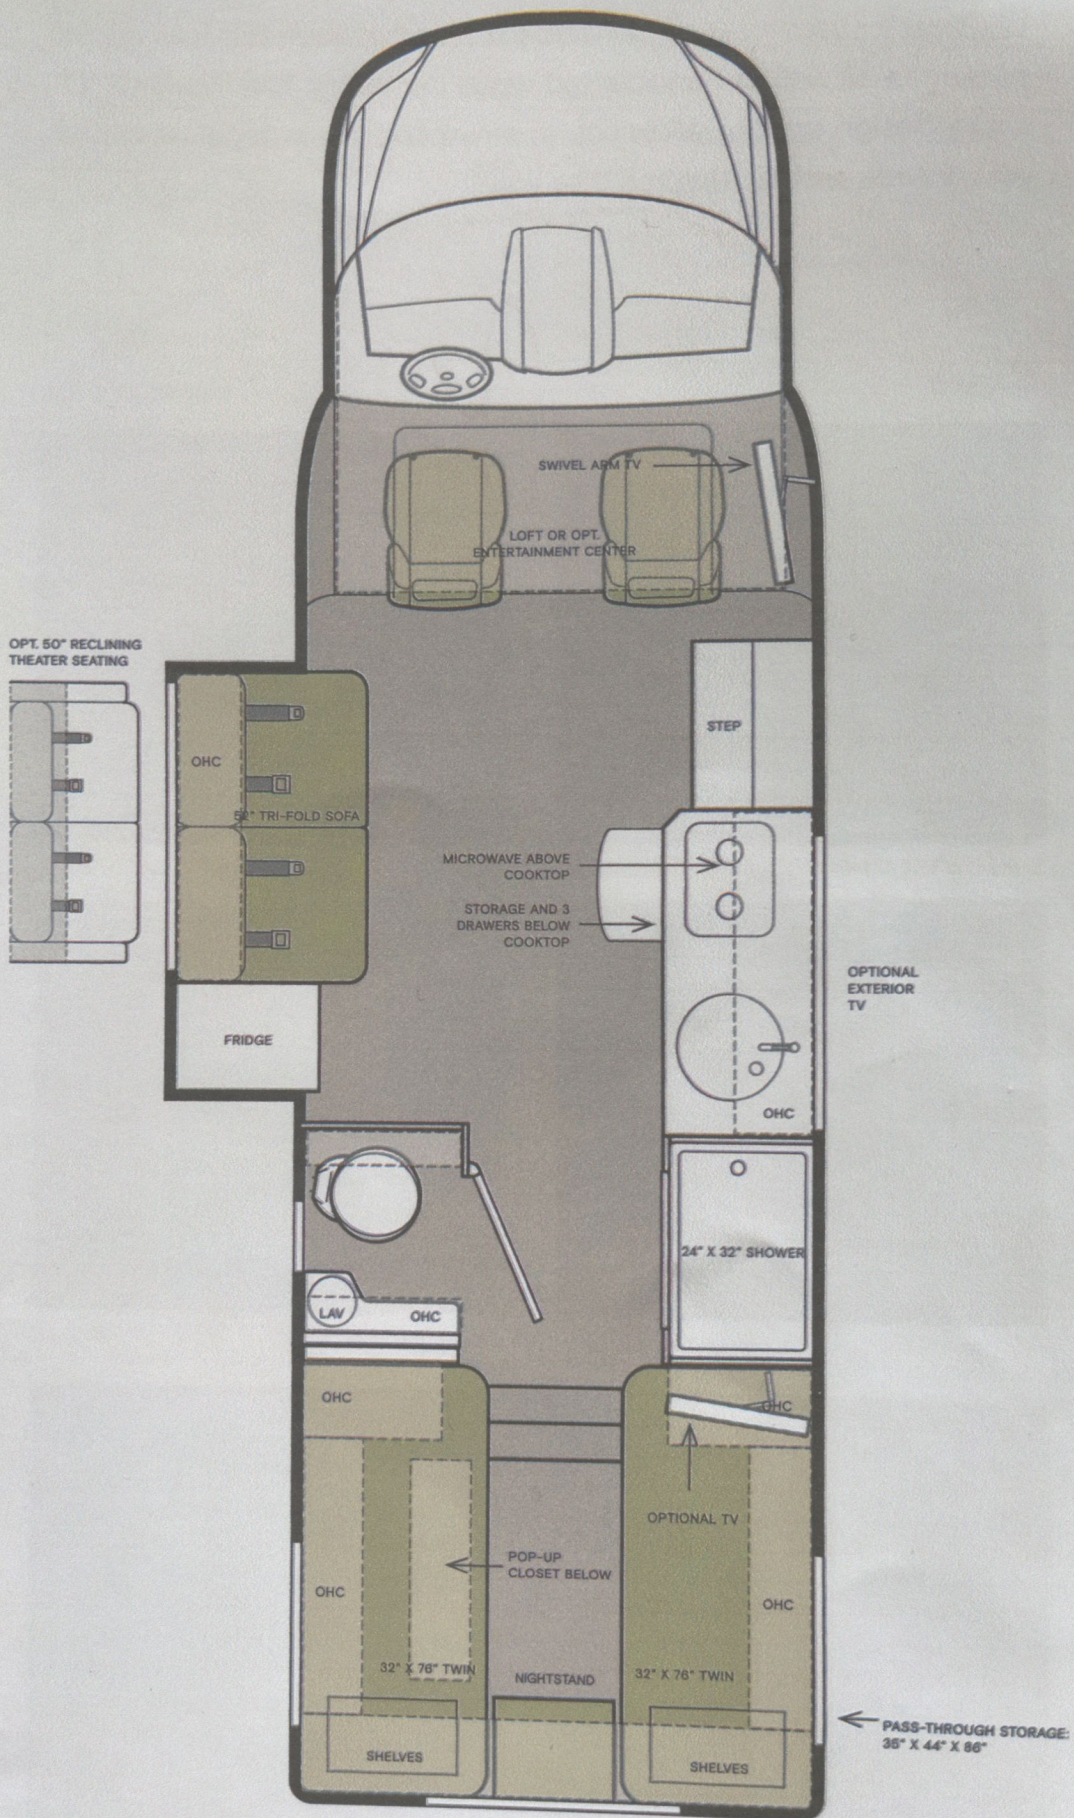 SWIVEL ARM TV
LOFT OR OPT.
ENTERTAINMENT CENTER
OPT. 50" RECLINING
THEATER SEATING
STEP
OHC
52" TRI-FOLD SOFA
MICROWAVE ABOVE
COOKTOP
STORAGE AND 3
DRAWERS BELOW
COOKTOP
OPTIONAL
EXTERIOR
TV
FRIDGE
OHC
24" X 32" SHOWER
LAV
OHC
OHC
OHC
OPTIONAL TV
POP-UP
CLOSET BELOW
OHC
OHC
32" X 76" TWIN
NIGHTSTAND
32" X 76" TWIN
SHELVES
SHELVES
PASS-THROUGH STORAGE:
35" X 44" X 86"